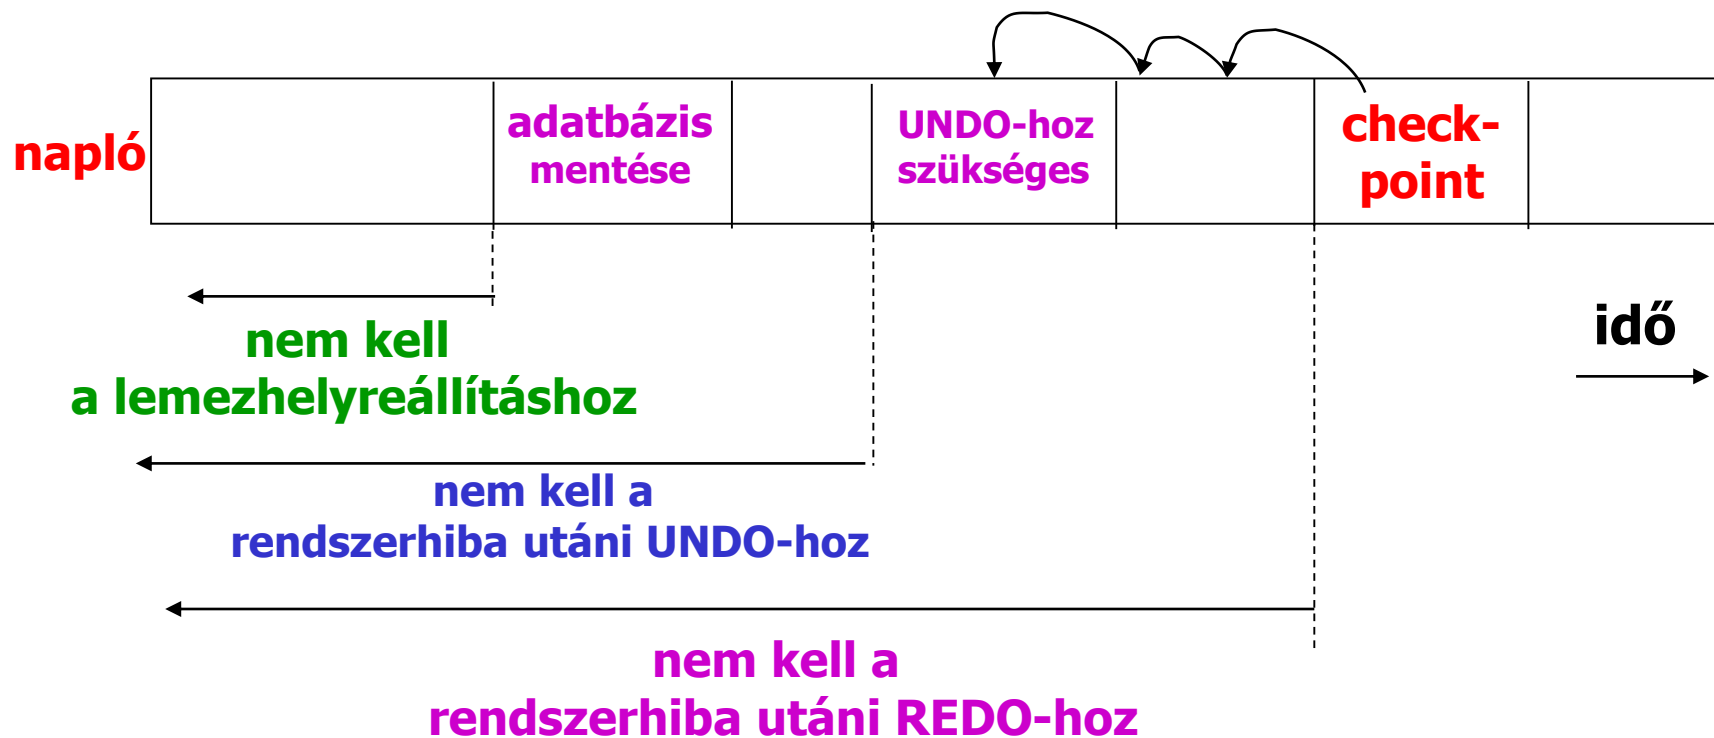 napló
adatbázis
mentése
UNDO-hoz
szükséges
check-
point
idő
nem kell
a lemezhelyreállításhoz
nem kell a
rendszerhiba utáni UNDO-hoz
nem kell a
rendszerhiba utáni REDO-hoz